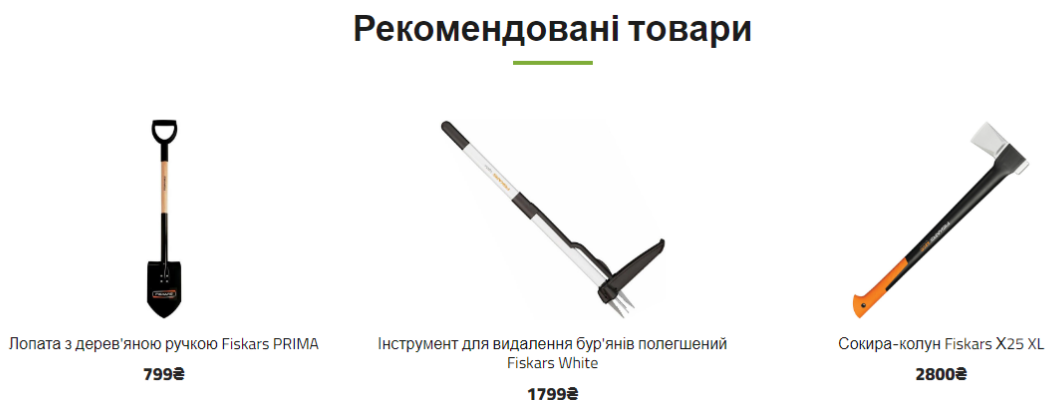 Рекомендовані товари
Лопата з дерев'яною ручкою Fiskars PRIMA
799₴
Інструмент для видалення бур'янів полегшений
Fiskars White
1799₴
Сокира-колун Fiskars X25 XL
2800₴